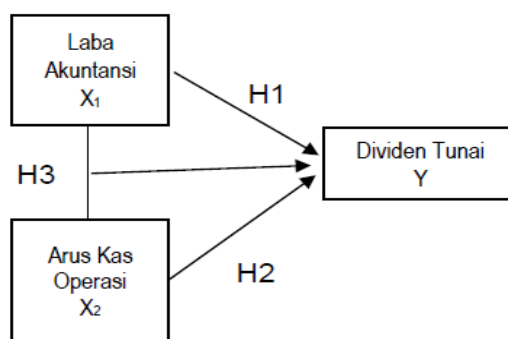 Laba
Akuntansi
X1
H1
Dividen Tunai
Y
H3
Arus Kas
Operasi
X2
H2